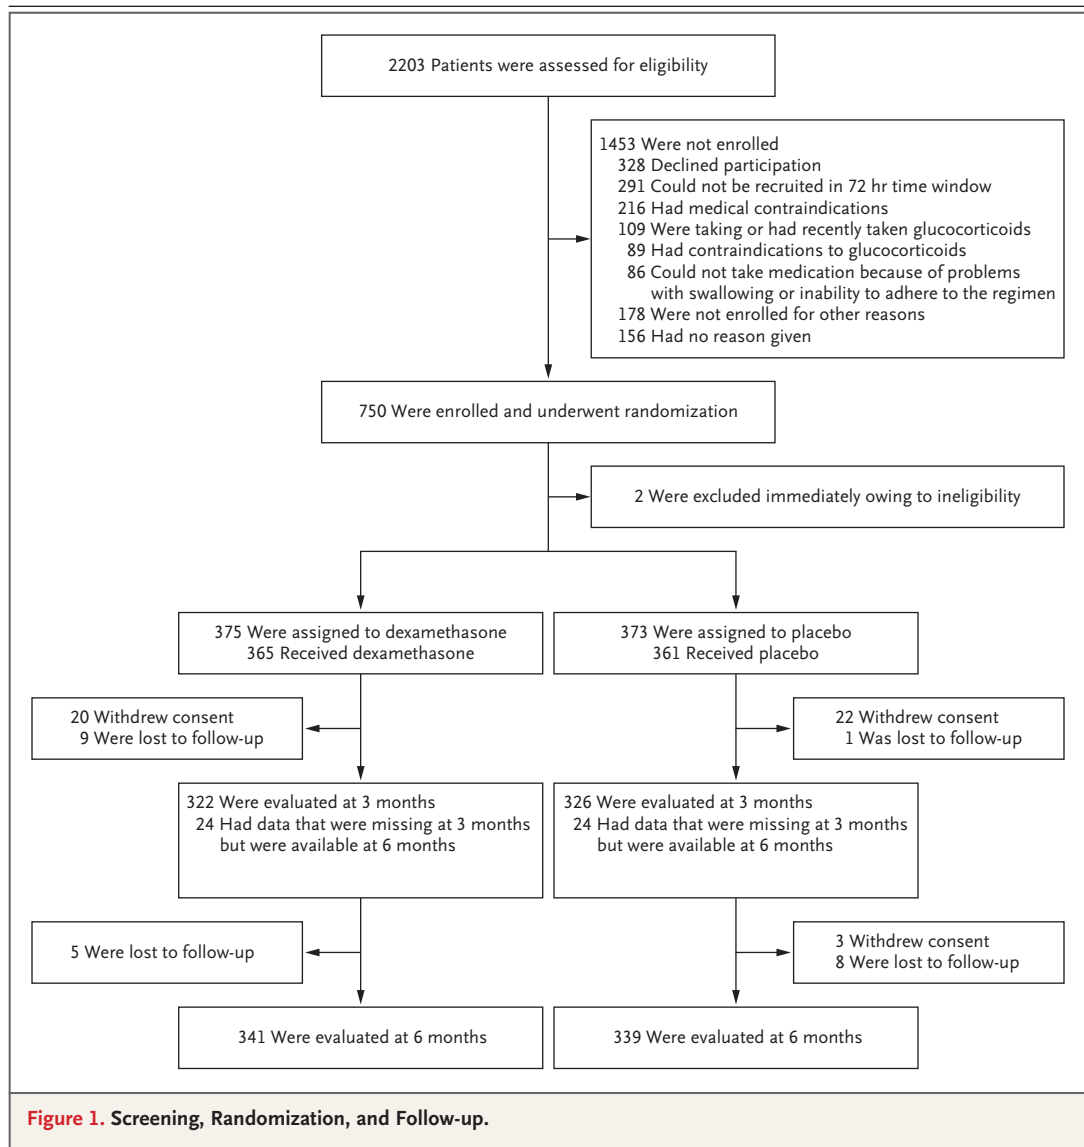 2203 Patients were assessed for eligibility
1453 Were not enrolled
328 Declined participation
291 Could not be recruited in 72 hr time window
216 Had medical contraindications
109 Were taking or had recently taken glucocorticoids
89 Had contraindications to glucocorticoids
86 Could not take medication because of problems
with swallowing or inability to adhere to the regimen
178 Were not enrolled for other reasons
156 Had no reason given
750 Were enrolled and underwent randomization
2 Were excluded immediately owing to ineligibility
375 Were assigned to dexamethasone
365 Received dexamethasone
373 Were assigned to placebo
361 Received placebo
20 Withdrew consent
9 Were lost to follow-up
22 Withdrew consent
1 Was lost to follow-up
322 Were evaluated at 3 months
24 Had data that were missing at 3 months
but were available at 6 months
326 Were evaluated at 3 months
24 Had data that were missing at 3 months
but were available at 6 months
5 Were lost to follow-up
3 Withdrew consent
8 Were lost to follow-up
341 Were evaluated at 6 months
339 Were evaluated at 6 months
Figure 1. Screening, Randomization, and Follow-up.